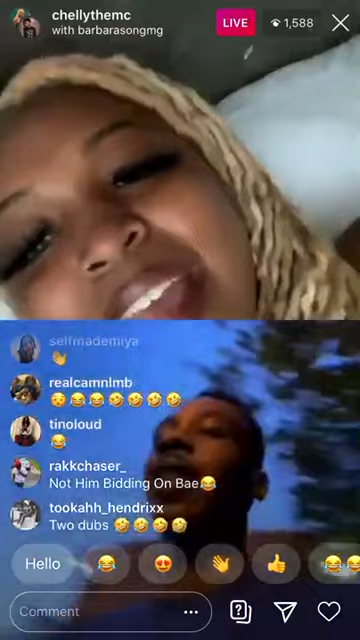 chellythemc
with barbarasongmg
LIVE
1,588
selfmademiya
👋
realcamnlmb
😧😂😂🤣🤣🤣🤣
tinoloud
😂
rakkchaser_
Not Him Bidding On Bae😂
tookahh_hendrixx
Two dubs 🤣🤣🤣🤣
Hello
Comment